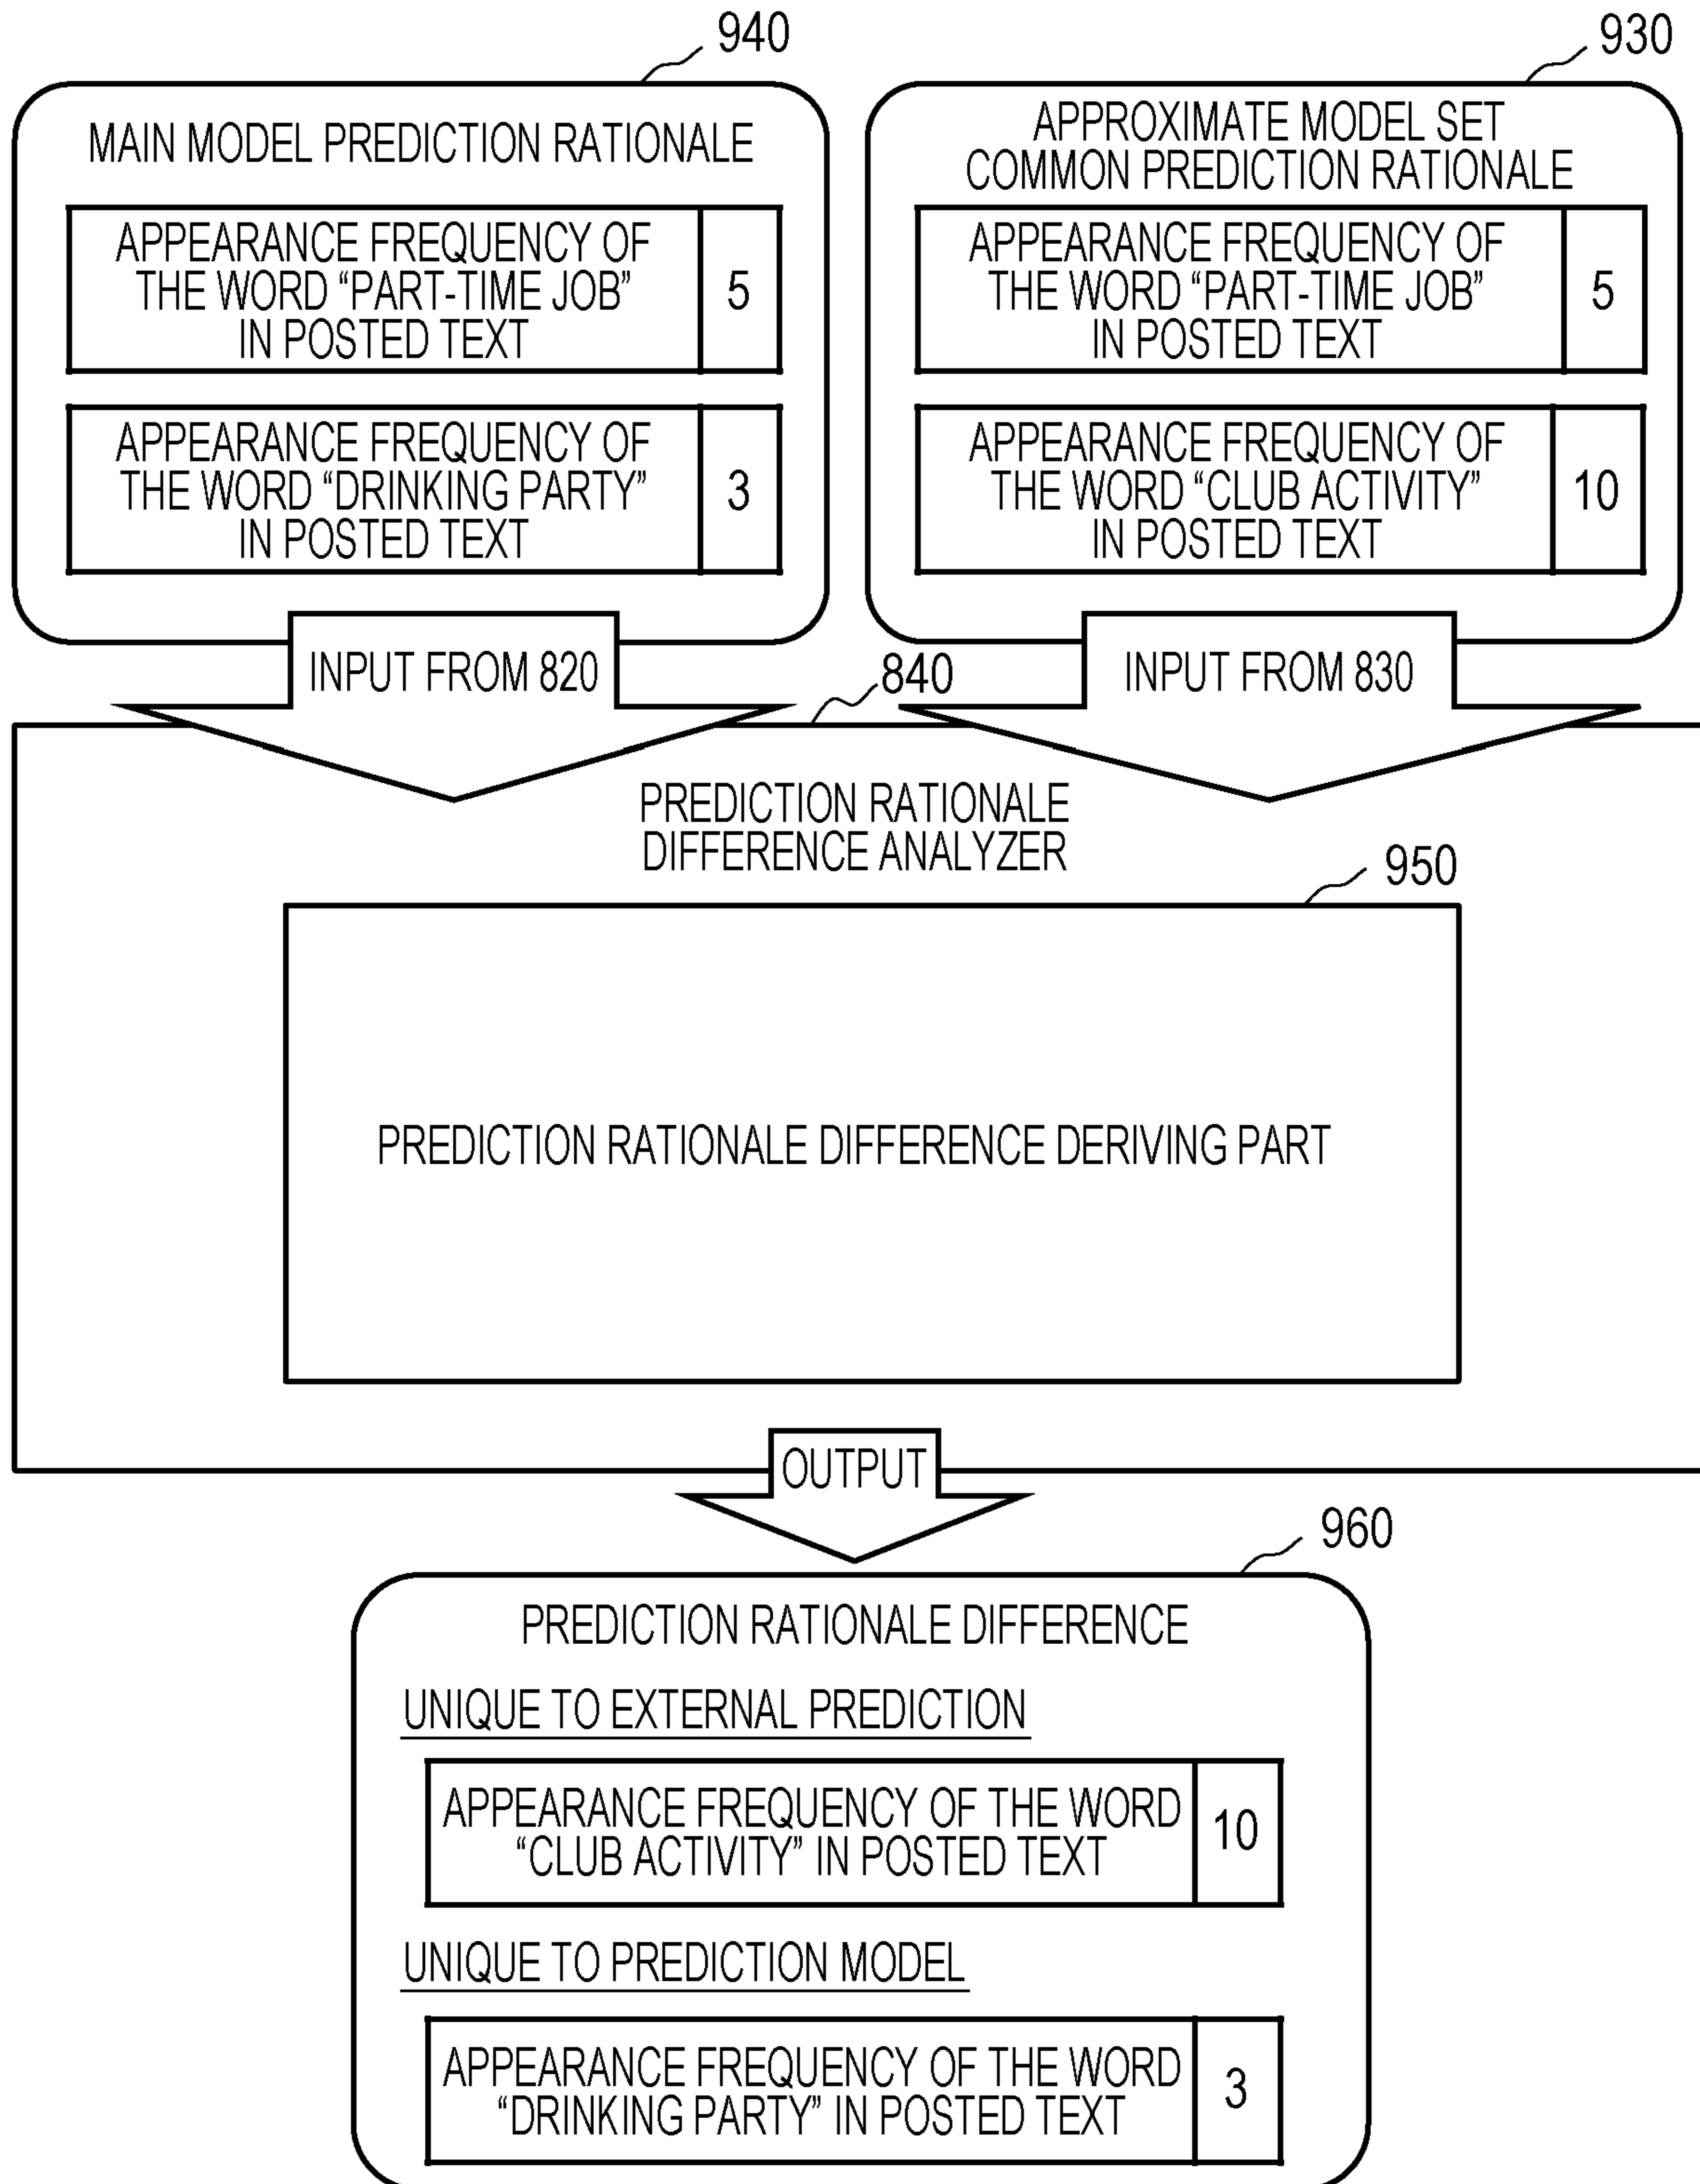 940
MAIN MODEL PREDICTION RATIONALE
APPEARANCE FREQUENCY OF
THE WORD “PART-TIME JOB”
IN POSTED TEXT
5
APPEARANCE FREQUENCY OF
THE WORD “DRINKING PARTY”
IN POSTED TEXT
3
INPUT FROM 820
930
APPROXIMATE MODEL SET
COMMON PREDICTION RATIONALE
APPEARANCE FREQUENCY OF
THE WORD “PART-TIME JOB”
IN POSTED TEXT
5
APPEARANCE FREQUENCY OF
THE WORD “CLUB ACTIVITY”
IN POSTED TEXT
10
INPUT FROM 830
840
PREDICTION RATIONALE
DIFFERENCE ANALYZER
950
PREDICTION RATIONALE DIFFERENCE DERIVING PART
OUTPUT
960
PREDICTION RATIONALE DIFFERENCE
UNIQUE TO EXTERNAL PREDICTION
APPEARANCE FREQUENCY OF THE WORD
“CLUB ACTIVITY” IN POSTED TEXT
10
UNIQUE TO PREDICTION MODEL
APPEARANCE FREQUENCY OF THE WORD
“DRINKING PARTY” IN POSTED TEXT
3